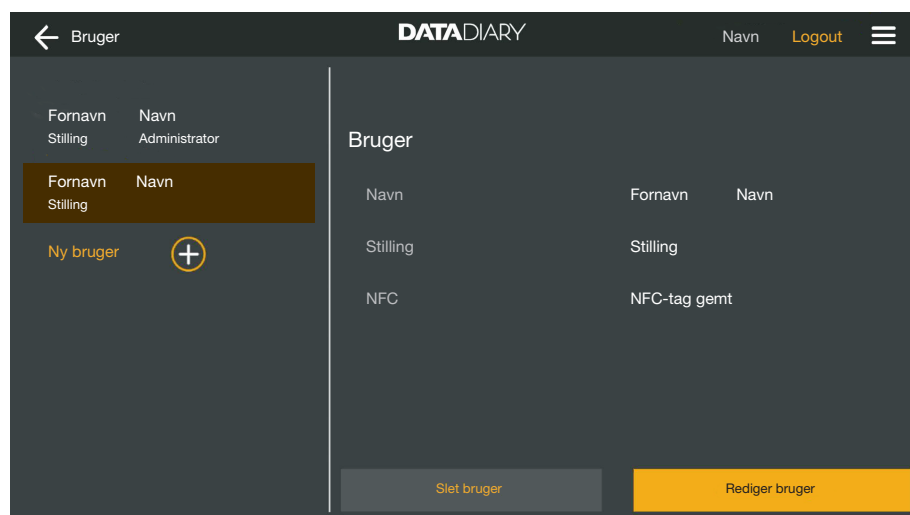 Bruger
DATADIARY
Navn Logout
Fornavn Navn
Stilling Administrator
Fornavn Navn
Stilling
Ny bruger
Bruger
Navn Fornavn Navn
Stilling Stilling
NFC NFC-tag gemt
Slet bruger
Rediger bruger